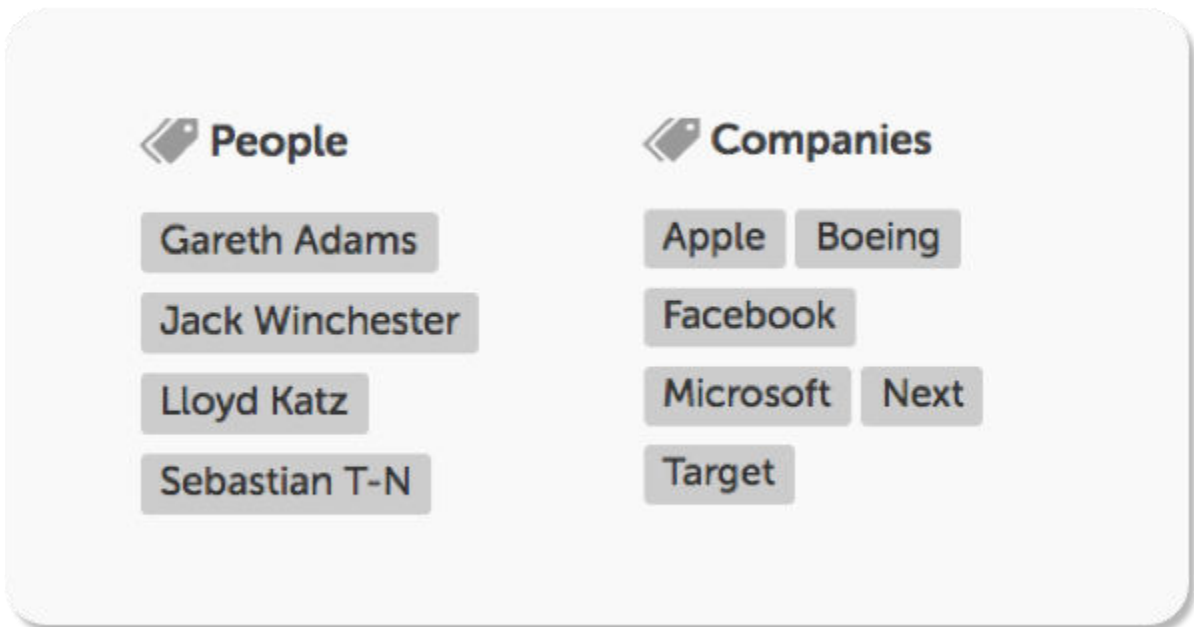 People
Gareth Adams
Jack Winchester
Lloyd Katz
Sebastian T-N
Companies
Apple Boeing
Facebook
Microsoft Next
Target